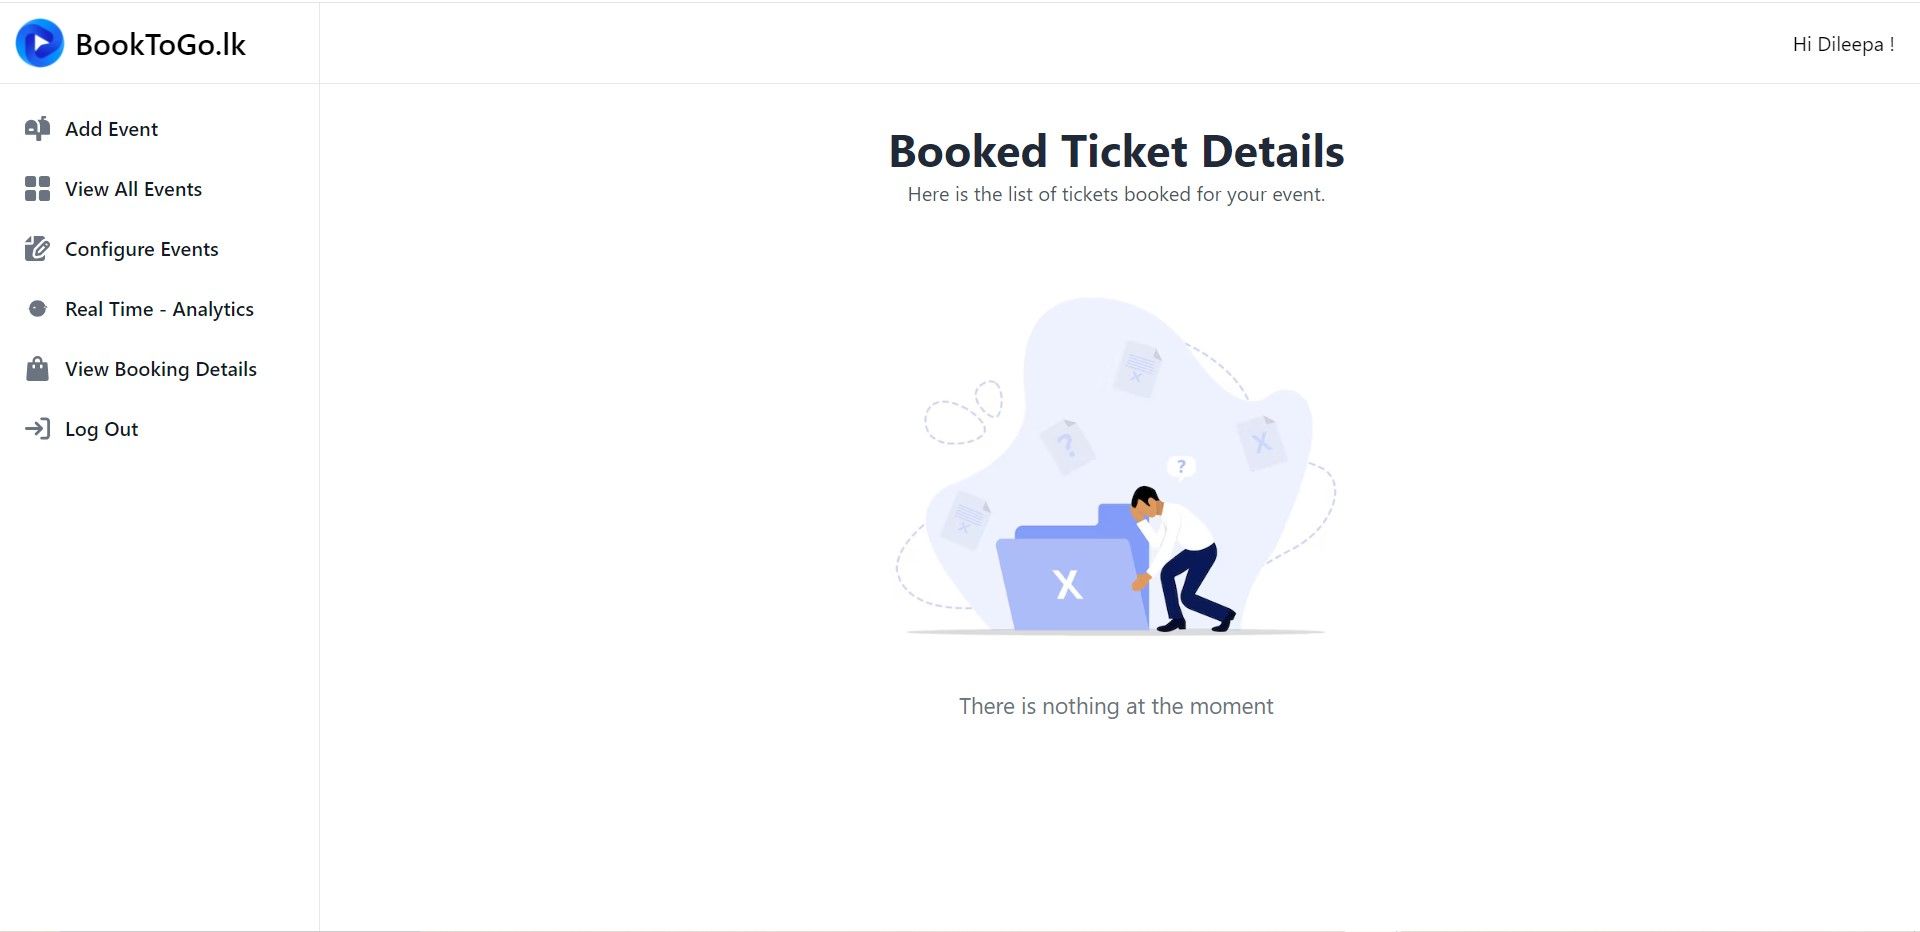 BookToGo.lk
Hi Dileepa !
Add Event
View All Events
Configure Events
Real Time - Analytics
View Booking Details
Log Out
Booked Ticket Details
Here is the list of tickets booked for your event.
X
?
X
?
X
X
There is nothing at the moment